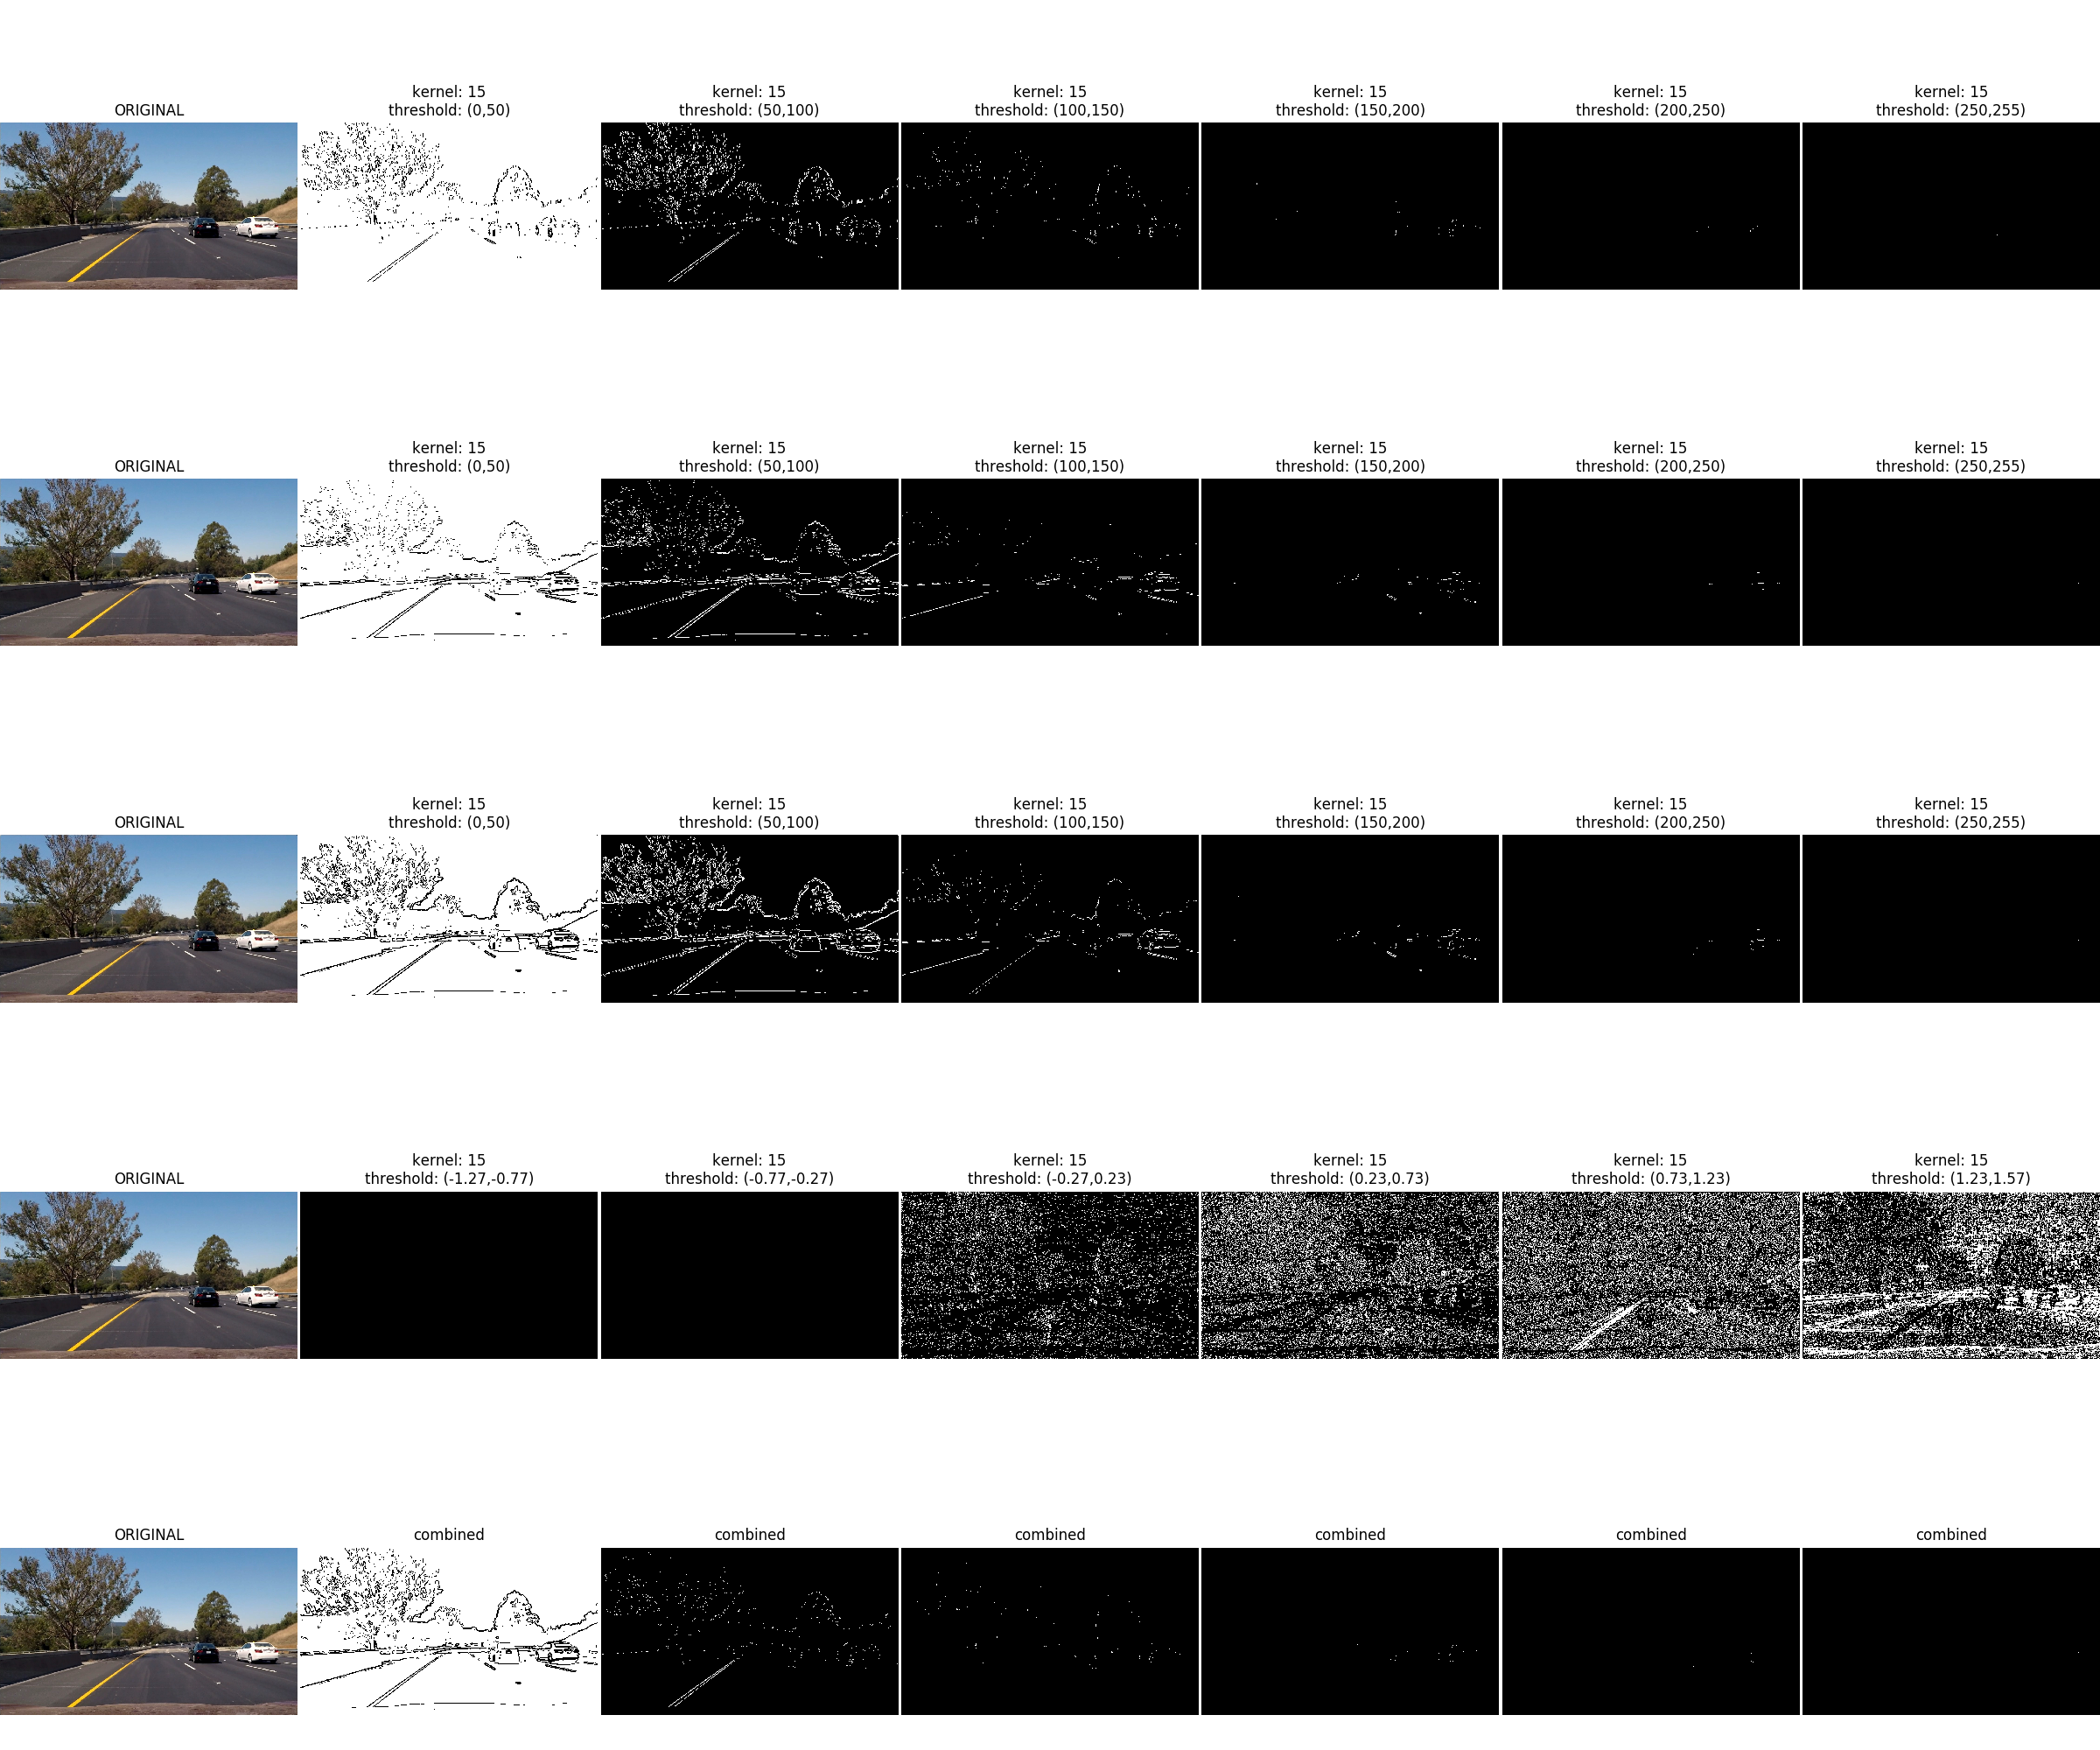 kernel: 15
kernel: 15
kernel: 15
kernel: 15
kernel: 15
kernel: 15
ORIGINAL
threshold: (0,50)
threshold: (50,100)
threshold: (100,150)
threshold: (150,200)
threshold: (200,250)
threshold: (250,255)
kernel: 15
kernel: 15
kernel: 15
kernel: 15
kernel: 15
kernel: 15
ORIGINAL
threshold: (0,50)
threshold: (50,100)
threshold: (100,150)
threshold: (150,200)
threshold: (200,250)
threshold: (250,255)
kernel: 15
kernel: 15
kernel: 15
kernel: 15
kernel: 15
kernel: 15
ORIGINAL
threshold: (0,50)
threshold: (50,100)
threshold: (100,150)
threshold: (150,200)
threshold: (200,250)
threshold: (250,255)
kernel: 15
kernel: 15
kernel: 15
kernel: 15
kernel: 15
kernel: 15
ORIGINAL
threshold: (-1.27,-0.77)
threshold: (-0.77,-0.27)
threshold: (-0.27,0.23)
threshold: (0.23,0.73)
threshold: (0.73,1.23)
threshold: (1.23,1.57)
ORIGINAL
combined
combined
combined
combined
combined
combined